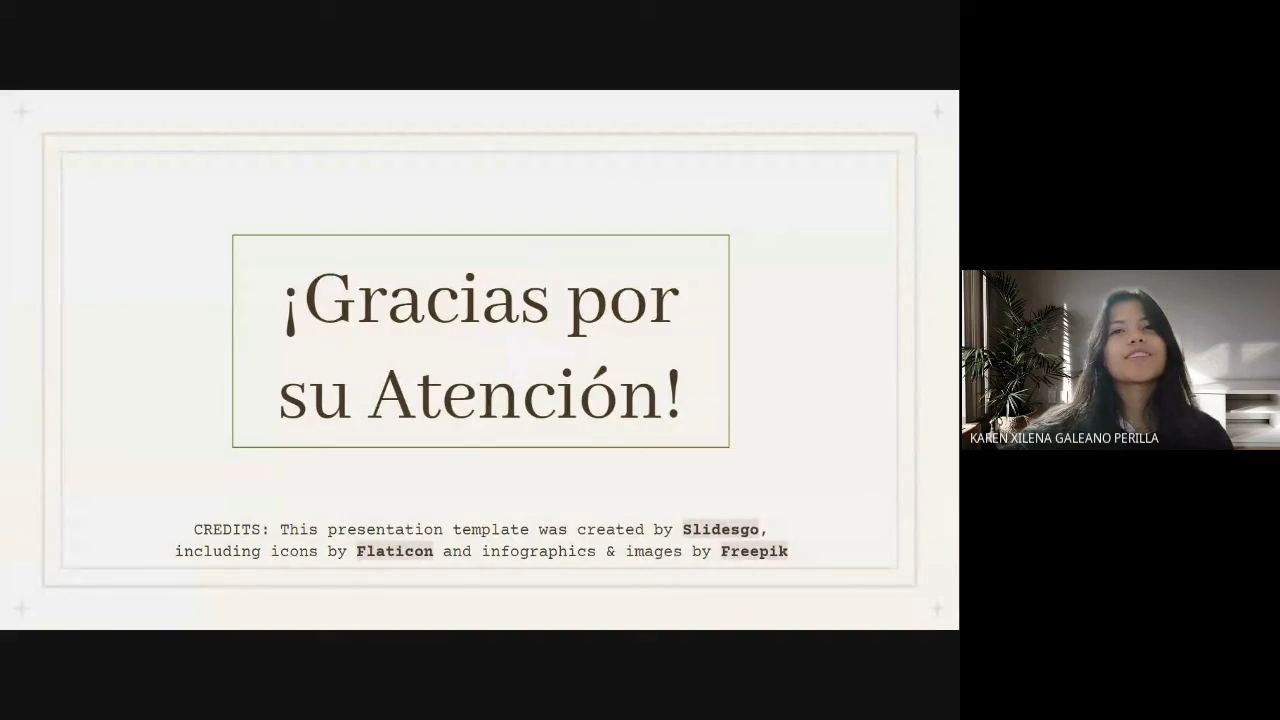 ¡Gracias por
su Atención!
CREDITS: This presentation template was created by Slidesgo,
including icons by Flaticon and infographics & images by Freepik
KAREN XILENA GALEANO PERILLA